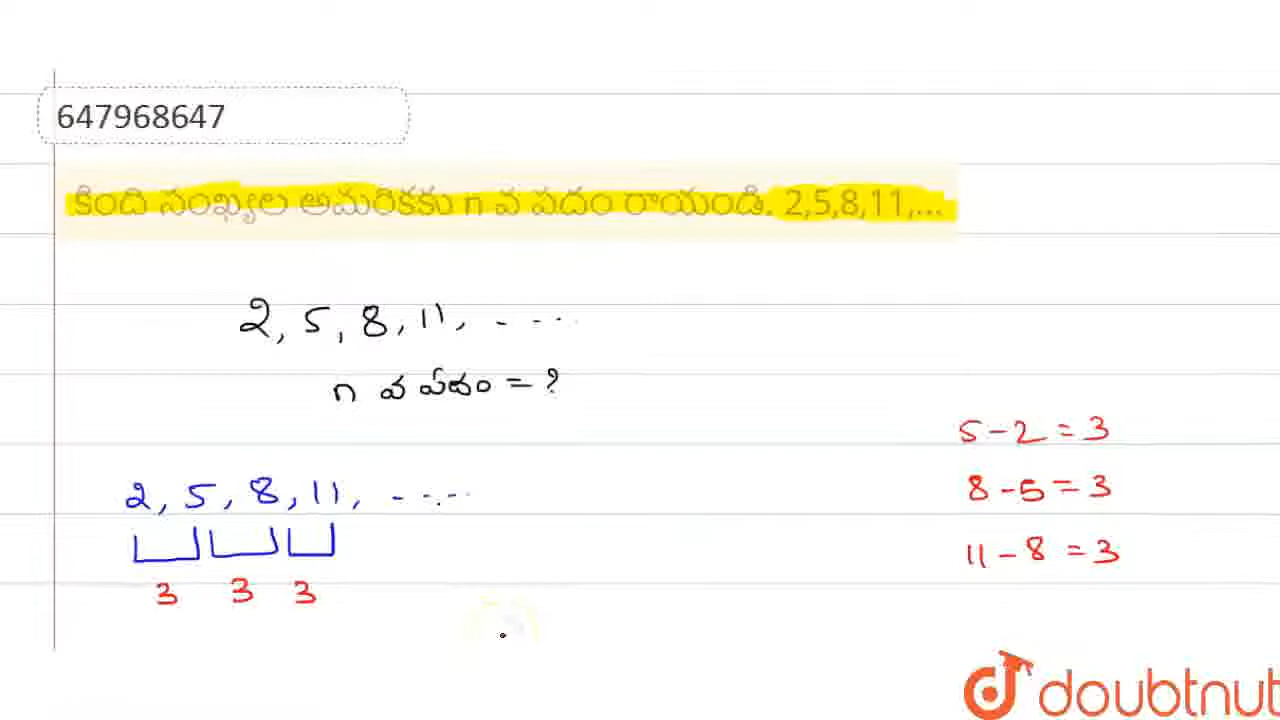 647968647
కింది సంఖ్యల అమరికకు n వ పదం రాయండి. 2,5,8,11,...
2, 5, 8, 11, .....
n వ పదం = ?
5-2 = 3
2, 5, 8, 11, .....
8-5 = 3
11-8 = 3
3 3 3
doubtnut